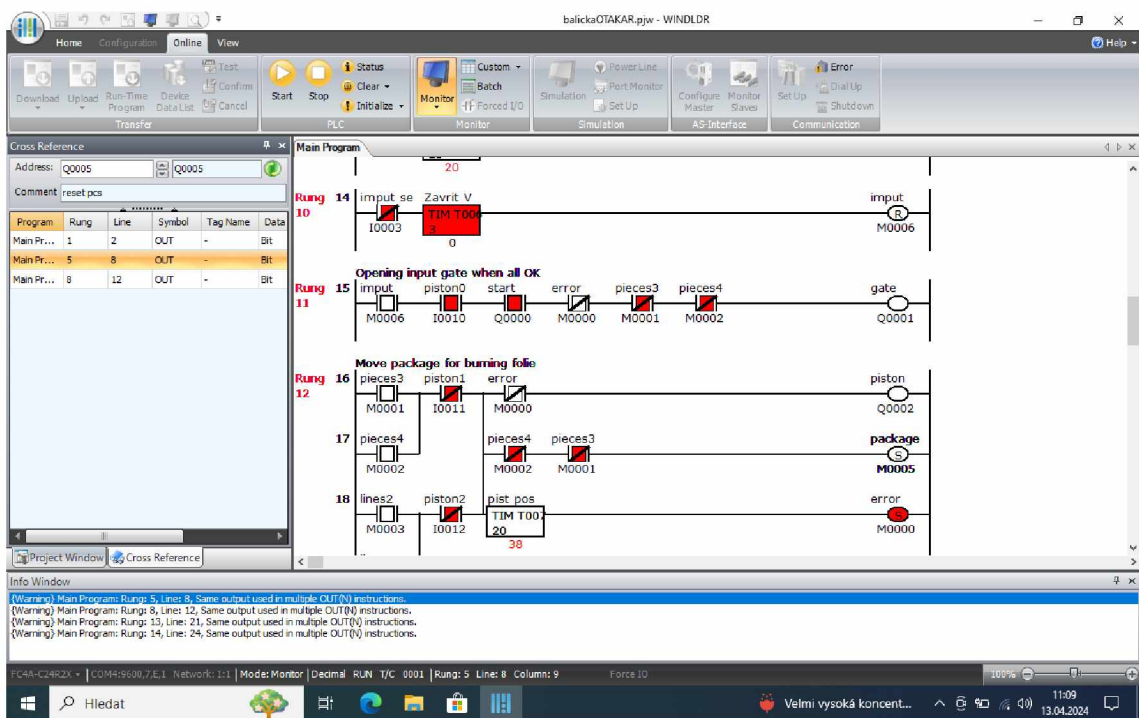 balickaOTAKAR.pjw - WINDLDR
Home Configuration Online View
Help
Download Upload Run-Time Program Device Data List Test Confirm Cancel
Transfer
Start Stop Status Clear Initialize
PLC
Monitor Custom Batch Forced I/O
Monitor
Simulation Power Line Port Monitor Set Up
Simulation
Configure Master Monitor Slaves
AS-Interface
Set Up Error Dial Up Shutdown
Communication
Cross Reference
Address: Q0005 Q0005
Comment reset pcs
Program Rung Line Symbol Tag Name Data
Main Pr... 1 2 OUT - Bit
Main Pr... 5 8 OUT - Bit
Main Pr... 8 12 OUT - Bit
Project Window Cross Reference
Main Program
20
Rung 14 imput se Zavrit V imput
10 TIM T006 R
I0003 3 M0006
0
Opening input gate when all OK
Rung 15 imput piston0 start error pieces3 pieces4 gate
11
M0006 I0010 Q0000 M0000 M0001 M0002 Q0001
Move package for burning folie
Rung 16 pieces3 piston1 error piston
12
M0001 I0011 M0000 Q0002
17 pieces4 pieces4 pieces3 package
S
M0002 M0002 M0001 M0005
18 lines2 piston2 pist pos error
TIM T007 S
M0003 I0012 20 M0000
38
Info Window
{Warning} Main Program: Rung: 5, Line: 8, Same output used in multiple OUT(N) instructions.
{Warning} Main Program: Rung: 8, Line: 12, Same output used in multiple OUT(N) instructions.
{Warning} Main Program: Rung: 13, Line: 21, Same output used in multiple OUT(N) instructions.
{Warning} Main Program: Rung: 14, Line: 24, Same output used in multiple OUT(N) instructions.
FC4A-C24R2X COM4:9600,7,E,1 Network: 1:1 Mode: Monitor Decimal RUN T/C 0001 Rung: 5 Line: 8 Column: 9 Force IO 100%
Hledat Velmi vysoká koncent... 11:09
13.04.2024